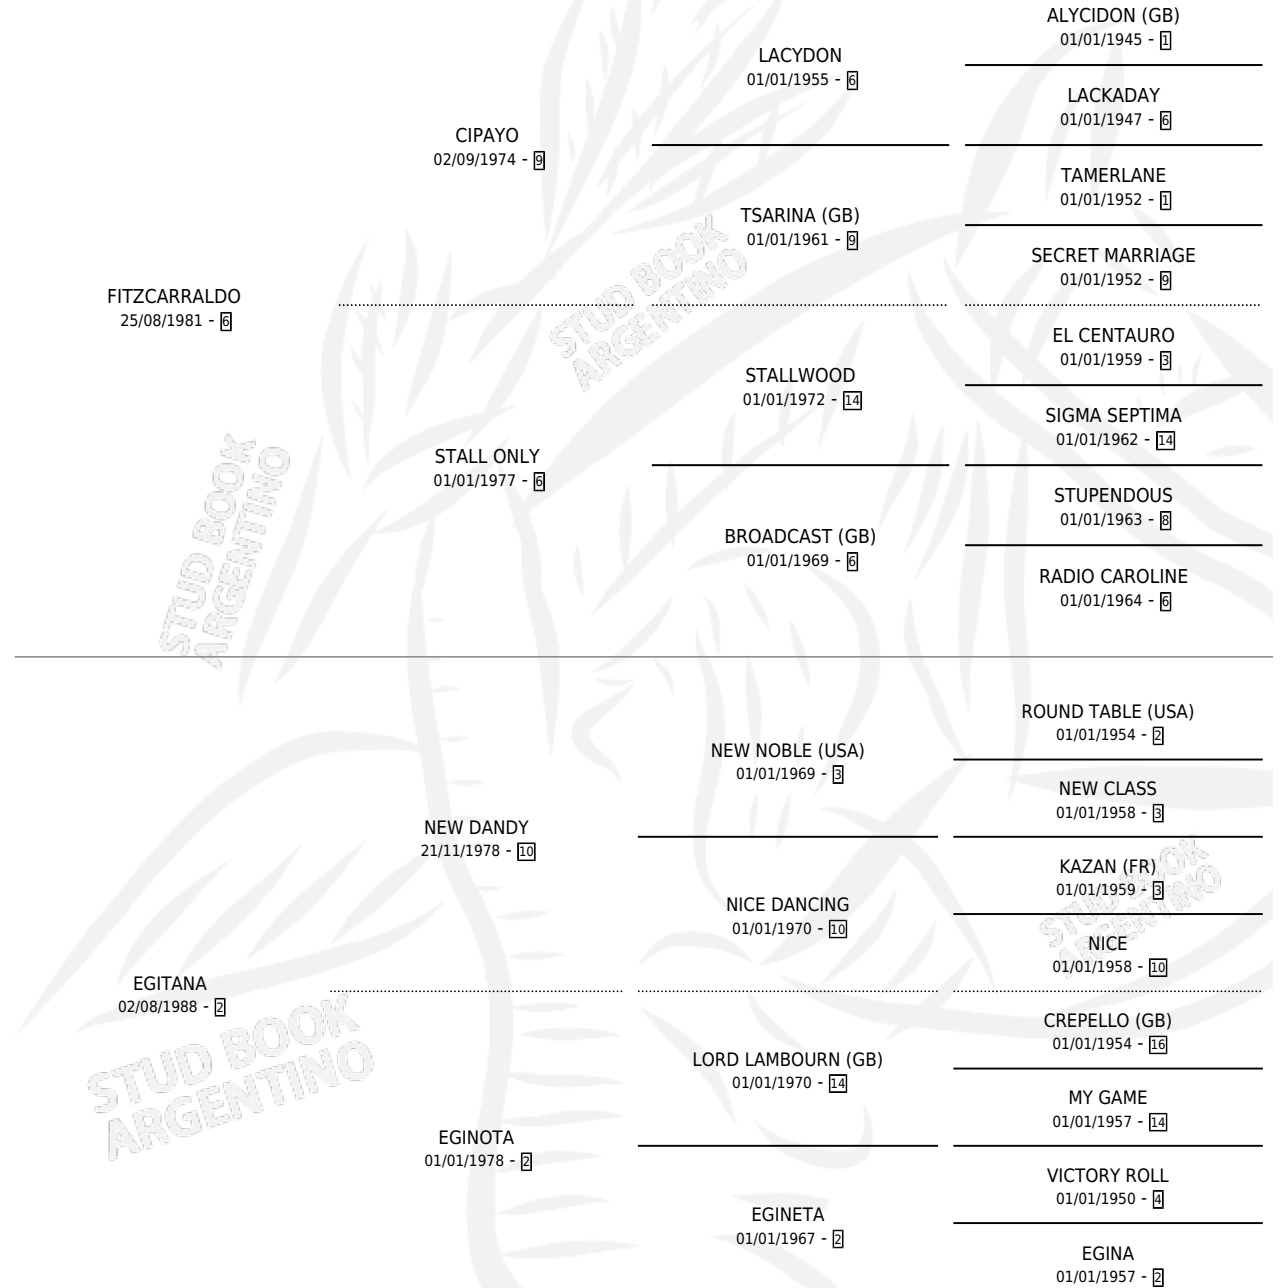 ALYCIDON (GB)
01/01/1945 - 1
LACYDON
01/01/1955 - 6
LACKADAY
01/01/1947 - 6
CIPAYO
02/09/1974 - 9
TAMERLANE
01/01/1952 - 1
TSARINA (GB)
01/01/1961 - 9
SECRET MARRIAGE
01/01/1952 - 9
FITZCARRALDO
25/08/1981 - 6
EL CENTAURO
01/01/1959 - 3
STALLWOOD
01/01/1972 - 14
SIGMA SEPTIMA
01/01/1962 - 14
STALL ONLY
01/01/1977 - 6
STUPENDOUS
01/01/1963 - 8
BROADCAST (GB)
01/01/1969 - 6
RADIO CAROLINE
01/01/1964 - 6
ROUND TABLE (USA)
01/01/1954 - 2
NEW NOBLE (USA)
01/01/1969 - 3
NEW CLASS
01/01/1958 - 3
NEW DANDY
21/11/1978 - 10
KAZAN (FR)
01/01/1959 - 3
NICE DANCING
01/01/1970 - 10
NICE
01/01/1958 - 10
EGITANA
02/08/1988 - 2
CREPELLO (GB)
01/01/1954 - 16
LORD LAMBOURN (GB)
01/01/1970 - 14
MY GAME
01/01/1957 - 14
EGINOTA
01/01/1978 - 2
VICTORY ROLL
01/01/1950 - 4
EGINETA
01/01/1967 - 2
EGINA
01/01/1957 - 2
STUD BOOK
ARGENTINO
STUD BOOK
ARGENTINO
STUD BOOK
ARGENTINO
STUD BOOK
ARGENTINO